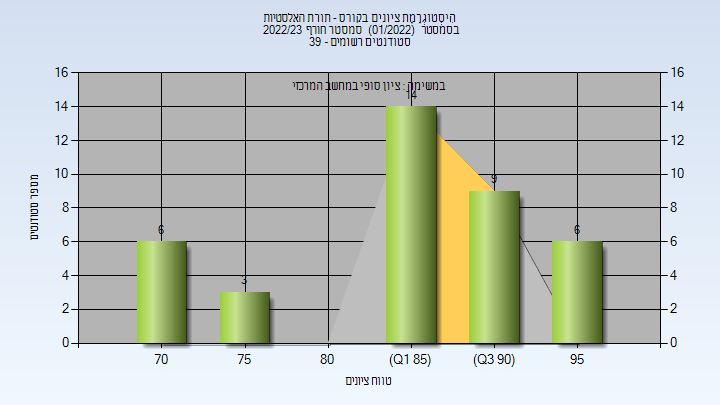 היסטוגרמת ציונים בקורס - תורת האלסטיות
בסמסטר (01/2022) סמסטר חורף 2022/23
סטודנטים רשומים - 39
במשימה : ציון סופי במחשב המרכזי
מספר סטודנטים
16 16
14 14
12 12
10 10
8 8
6 6
4 4
2 2
0 0
6 3 14 9 6
70 75 80 (Q1 85) (Q3 90) 95
טווח ציונים